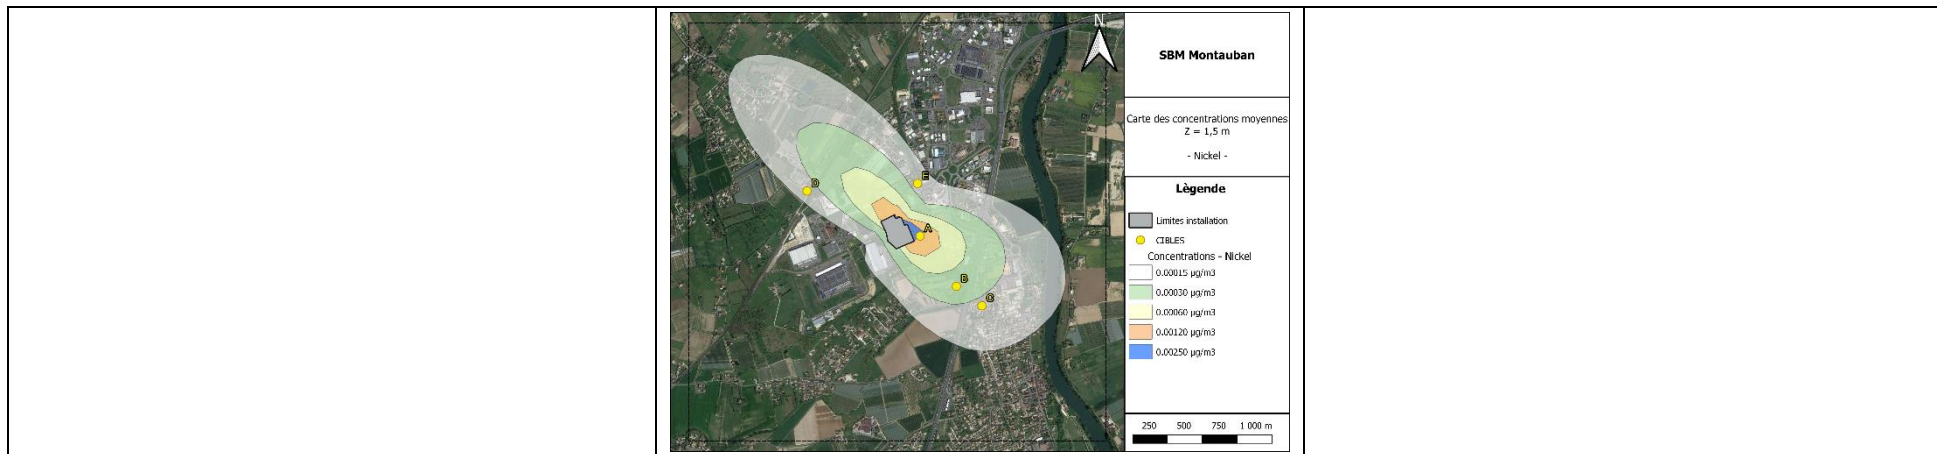 N
D
E
A
B
C
SBM Montauban
Carte des concentrations moyennes
Z = 1,5 m
- Nickel -
Lègende
Limites installation
CIBLES
Concentrations - Nickel
0.00015 µg/m3
0.00030 µg/m3
0.00060 µg/m3
0.00120 µg/m3
0.00250 µg/m3
250 500 750 1 000 m